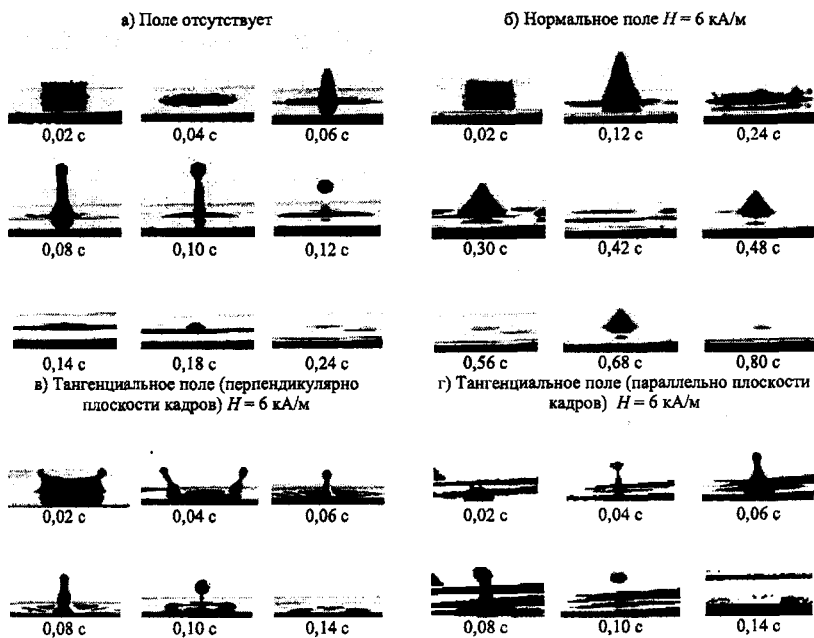 а) Поле отсутствует
0,02 с 0,04 с 0,06 с
0,08 с 0,10 с 0,12 с
0,14 с 0,18 с 0,24 с
б) Нормальное поле H = 6 кА/м
0,02 с 0,12 с 0,24 с
0,30 с 0,42 с 0,48 с
0,56 с 0,68 с 0,80 с
в) Тангенциальное поле (перпендикулярно
плоскости кадров) H = 6 кА/м
0,02 с 0,04 с 0,06 с
0,08 с 0,10 с 0,14 с
г) Тангенциальное поле (параллельно плоскости
кадров) H = 6 кА/м
0,02 с 0,04 с 0,06 с
0,08 с 0,10 с 0,14 с